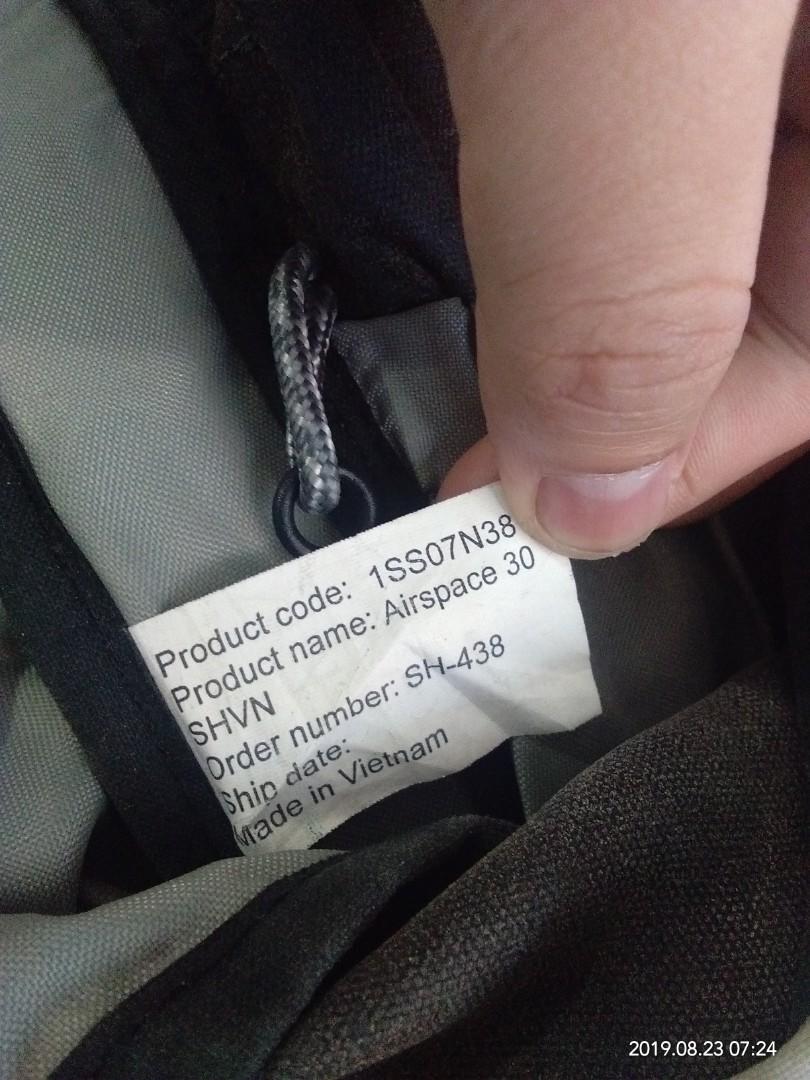 Product code: 1SS07N38
Product name: Airspace 30
SHVN
Order number: SH-438
Ship date:
Made in Vietnam
2019.08.23 07:24